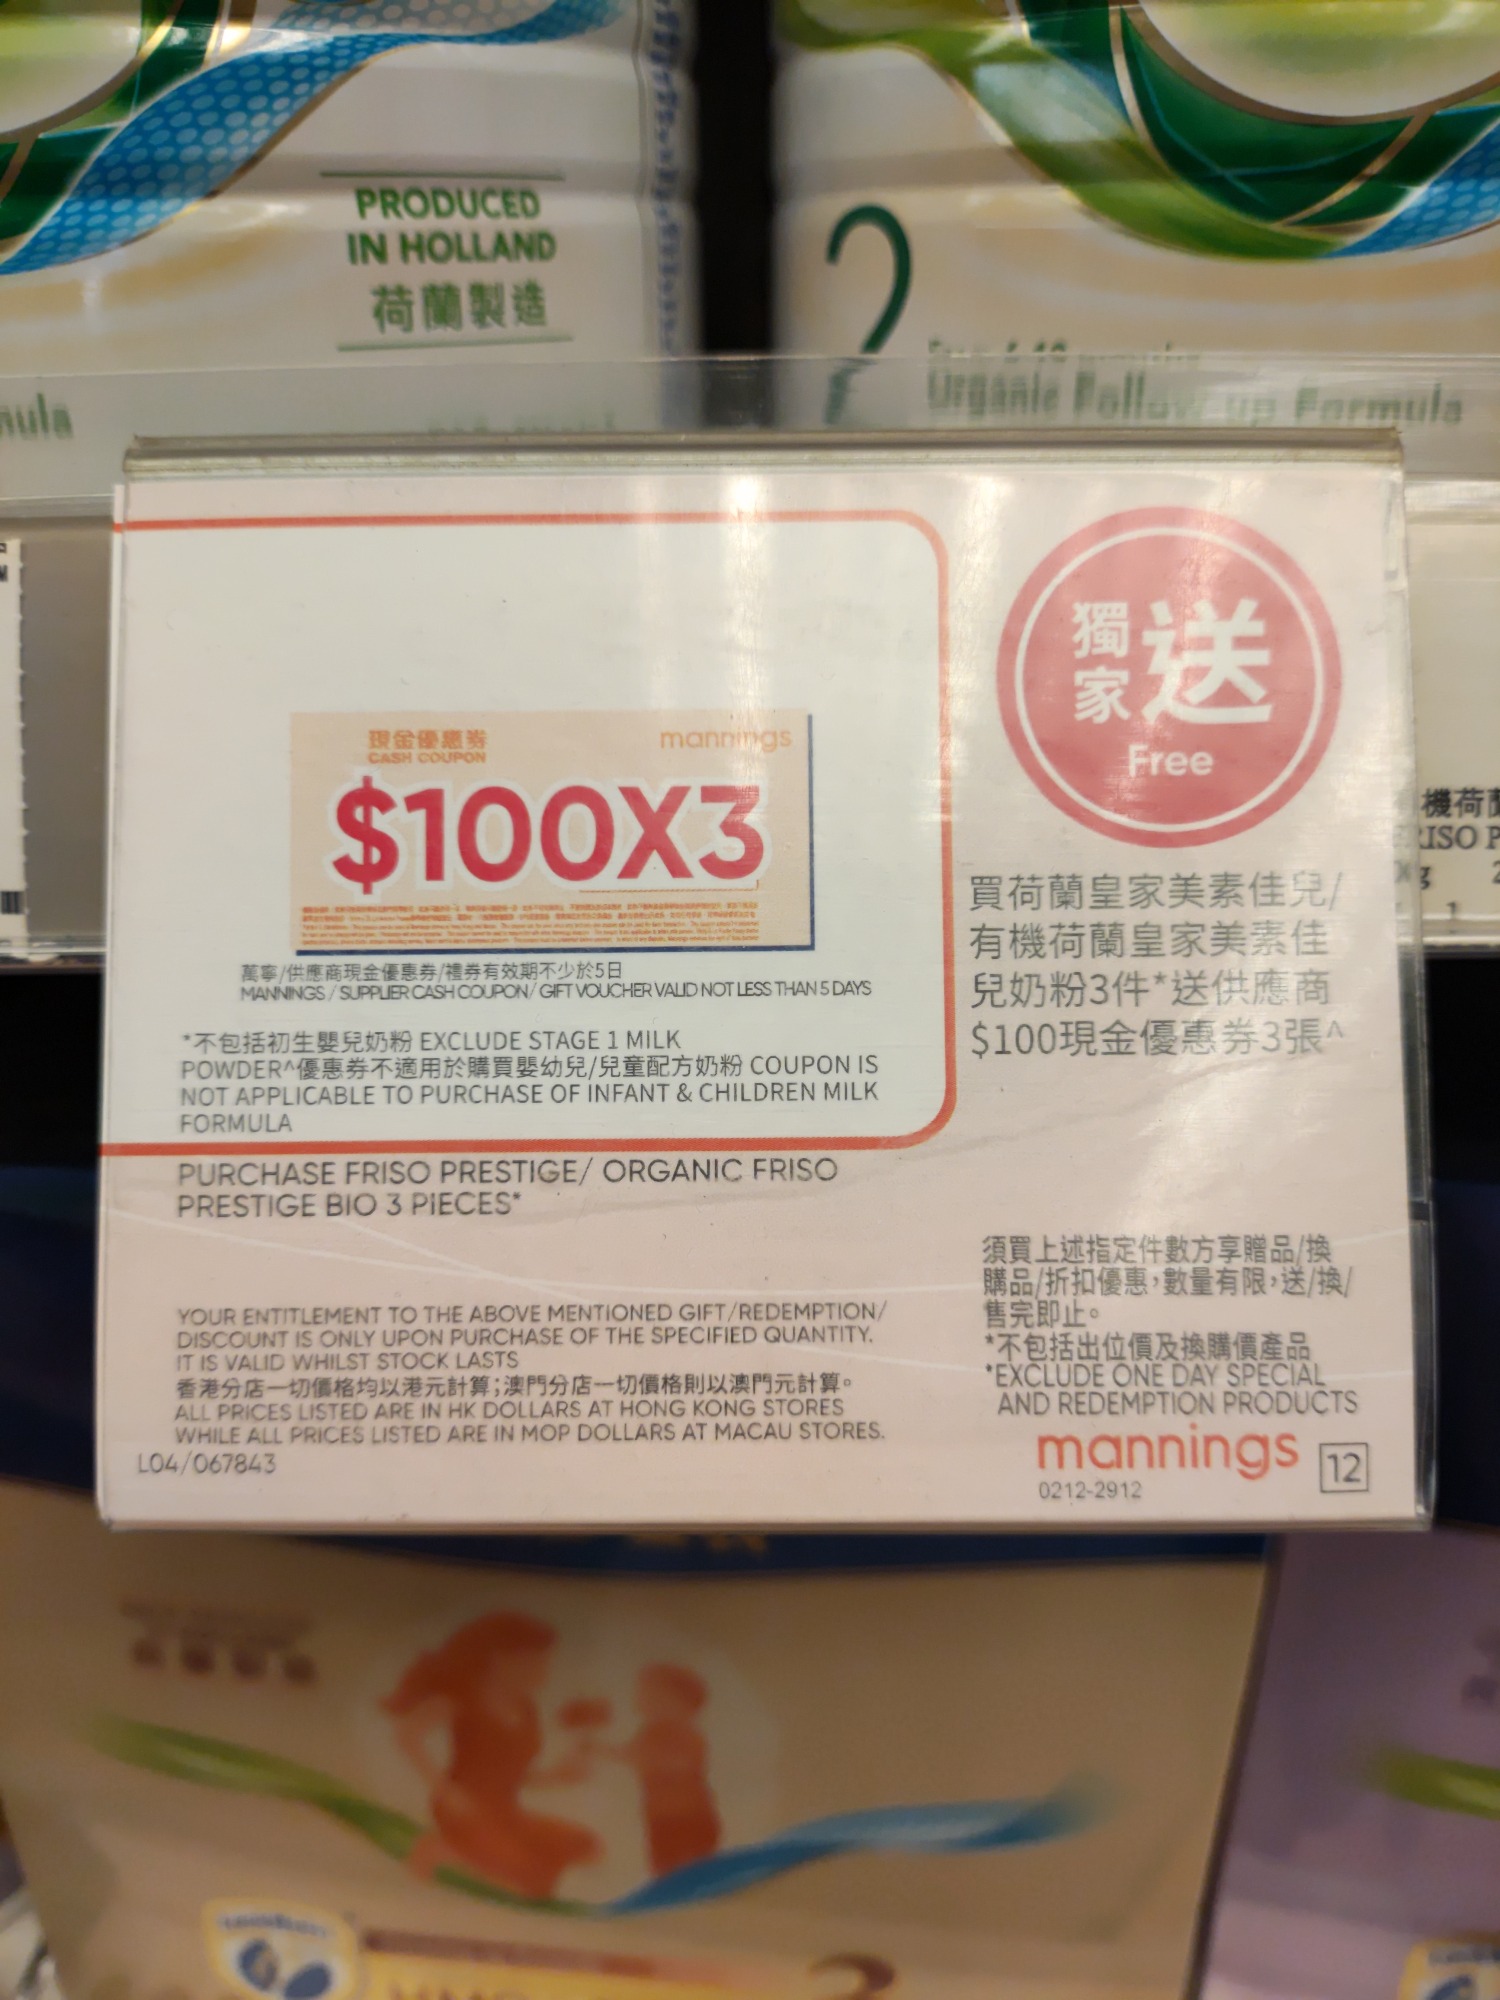 PRODUCED
IN HOLLAND
荷蘭製造
2
Organic Follow up Formula
mula
現金優惠券
CASH COUPON
mannings
$100X3
萬寧/供應商現金優惠券/禮券有效期不少於5日
MANNINGS / SUPPLIER CASH COUPON/ GIFT VOUCHER VALID NOT LESS THAN 5 DAYS
*不包括初生嬰兒奶粉 EXCLUDE STAGE 1 MILK
POWDER^優惠券不適用於購買嬰幼兒/兒童配方奶粉 COUPON IS
NOT APPLICABLE TO PURCHASE OF INFANT & CHILDREN MILK
FORMULA
PURCHASE FRISO PRESTIGE/ ORGANIC FRISO
PRESTIGE BIO 3 PIECES*
YOUR ENTITLEMENT TO THE ABOVE MENTIONED GIFT/REDEMPTION/
DISCOUNT IS ONLY UPON PURCHASE OF THE SPECIFIED QUANTITY.
IT IS VALID WHILST STOCK LASTS
香港分店一切價格均以港元計算;澳門分店一切價格則以澳門元計算。
ALL PRICES LISTED ARE IN HK DOLLARS AT HONG KONG STORES
WHILE ALL PRICES LISTED ARE IN MOP DOLLARS AT MACAU STORES.
L04/067843
獨家送
Free
買荷蘭皇家美素佳兒/
有機荷蘭皇家美素佳
兒奶粉3件*送供應商
$100現金優惠券3張^
須買上述指定件數方享贈品/換
購品/折扣優惠,數量有限,送/換/
售完即止。
*不包括出位價及換購價產品
*EXCLUDE ONE DAY SPECIAL
AND REDEMPTION PRODUCTS
mannings
12
0212-2912
機荷蘭
RISO P